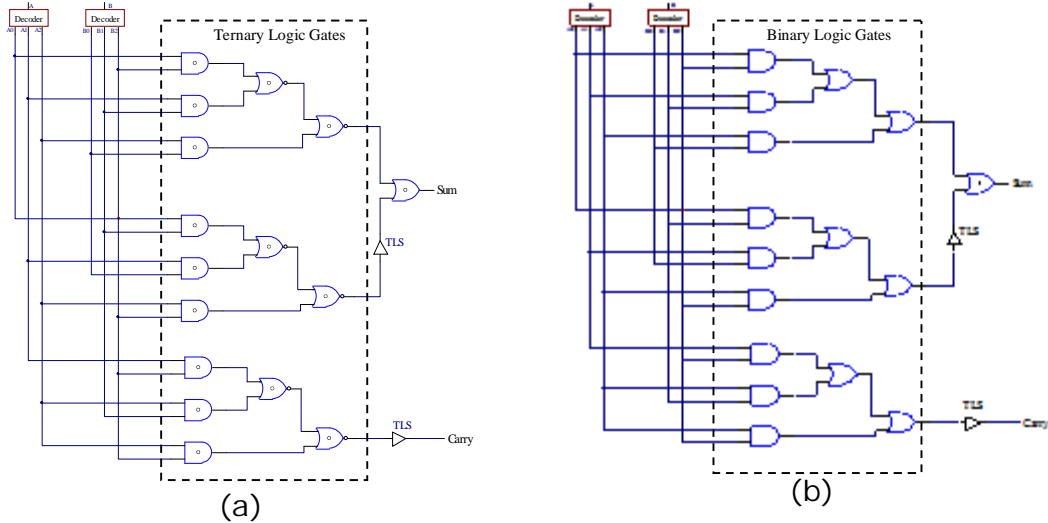 A
B
Decoder
Decoder
A0 A1 A2
B0 B1 B2
Ternary Logic Gates
Sum
TLS
TLS
Carry
(a)
Decoder
Decoder
Binary Logic Gates
Sum
TLS
TLS
Carry
(b)